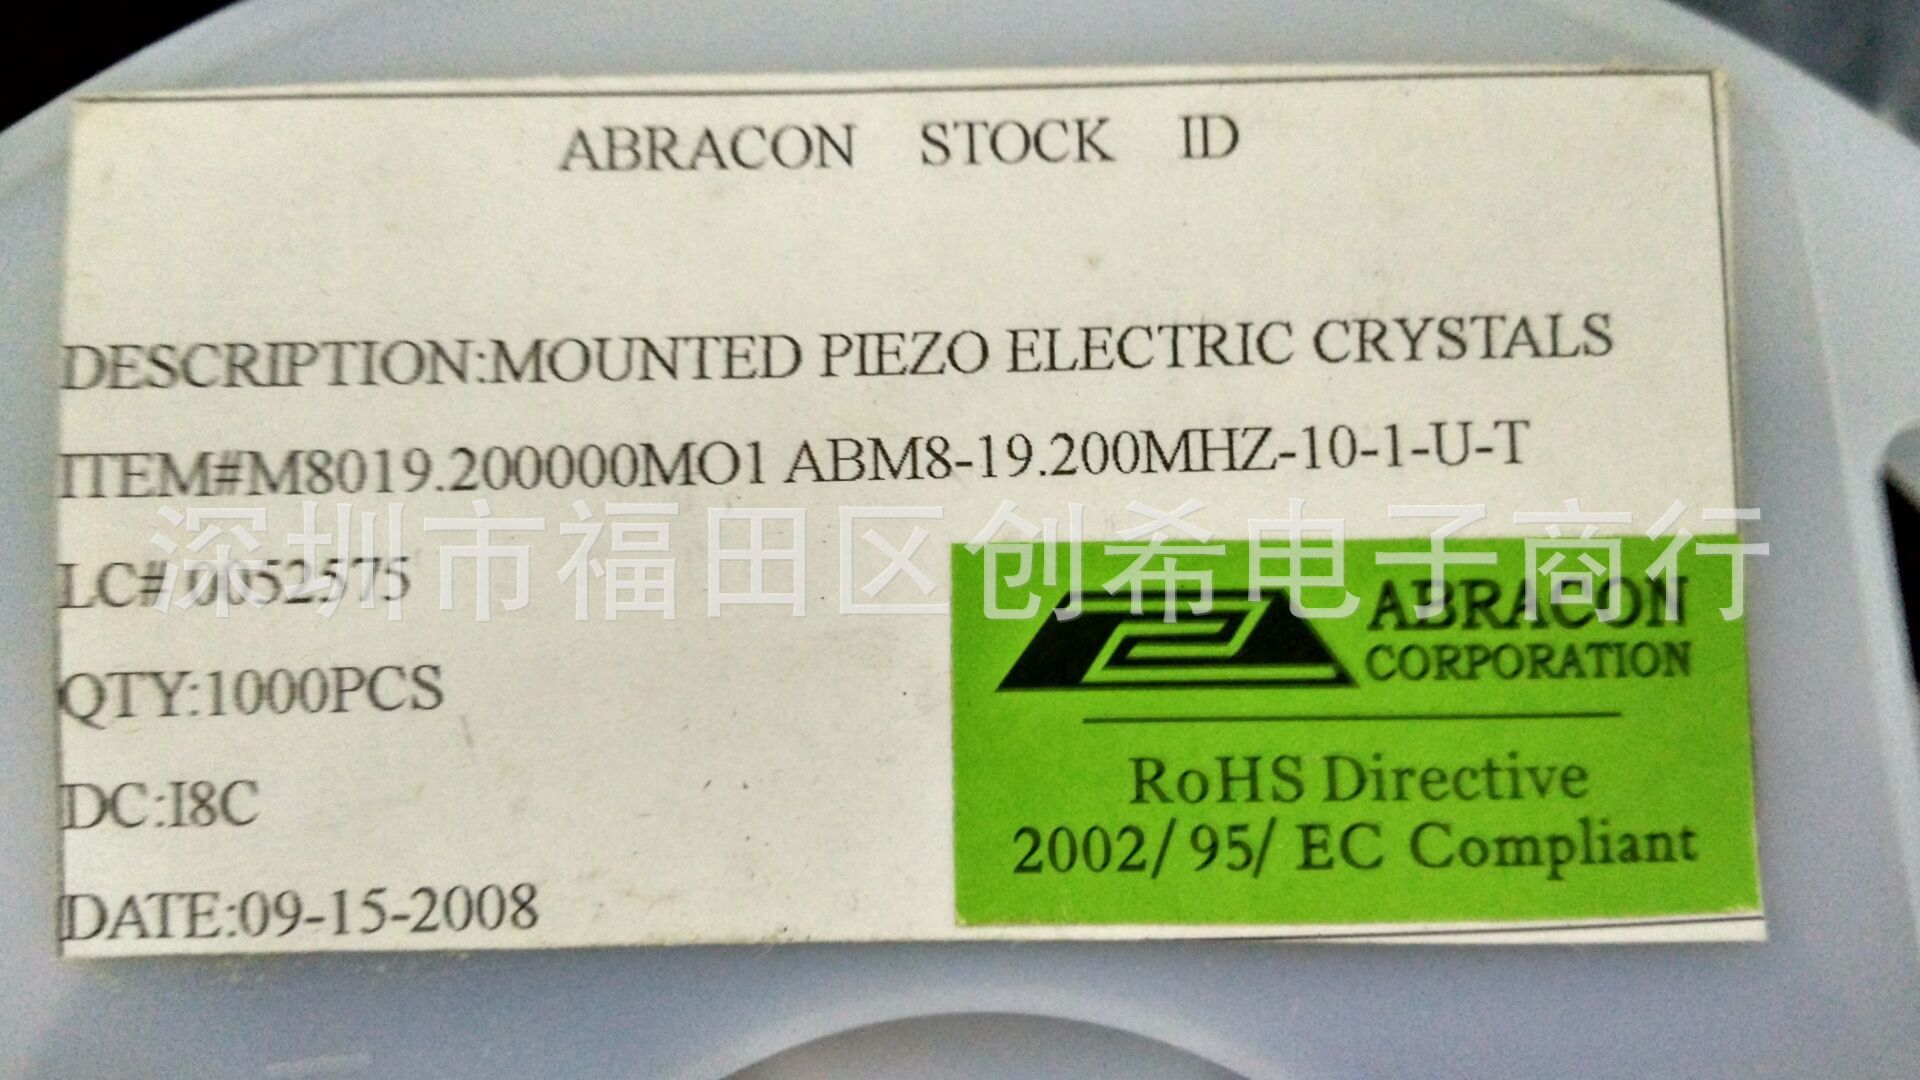 ABRACON STOCK ID
DESCRIPTION:MOUNTED PIEZO ELECTRIC CRYSTALS
ITEM#M8019.200000MO1 ABM8-19.200MHZ-10-1-U-T
深圳市福田区创希电子商行
LC#:0052575
QTY:1000PCS
DC:I8C
DATE:09-15-2008
ABRACON
CORPORATION
RoHS Directive
2002/95/EC Compliant